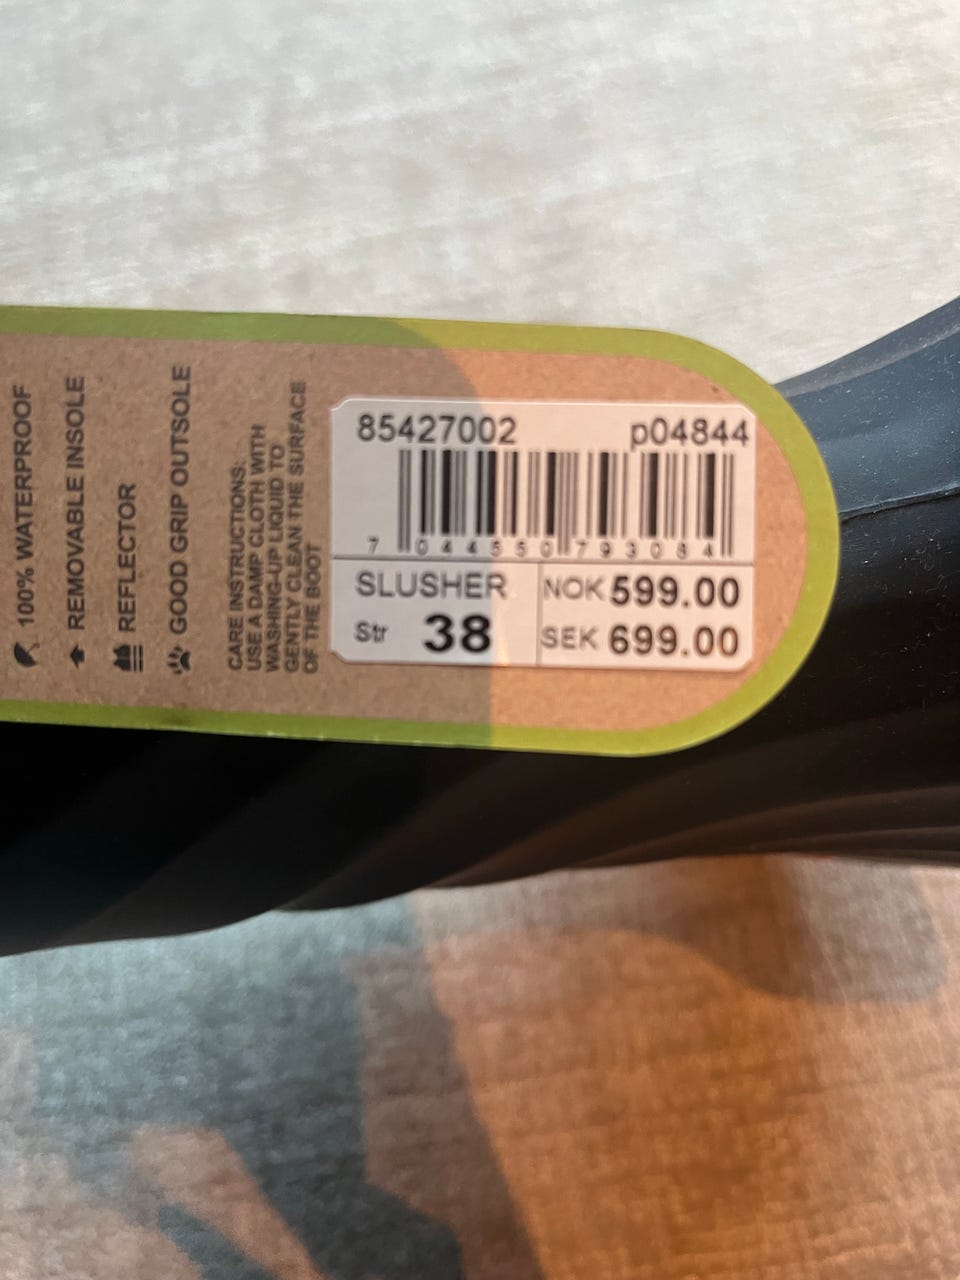 100% WATERPROOF
REMOVABLE INSOLE
REFLECTOR
GOOD GRIP OUTSOLE
CARE INSTRUCTIONS:
USE A DAMP CLOTH WITH
WASHING-UP LIQUID TO
GENTLY CLEAN THE SURFACE
OF THE BOOT
85427002 p04844
7 044550 793084
SLUSHER NOK 599.00
Str 38 SEK 699.00